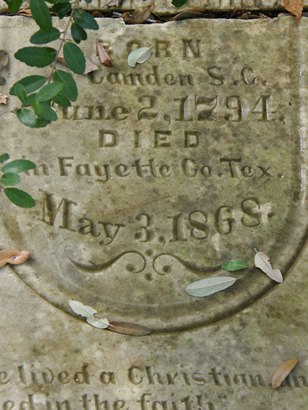 BORN
Camden S.C.
June 2, 1794.
DIED
in Fayette Co. Tex.
May 3, 1868.
lived a Christian
in the faith"